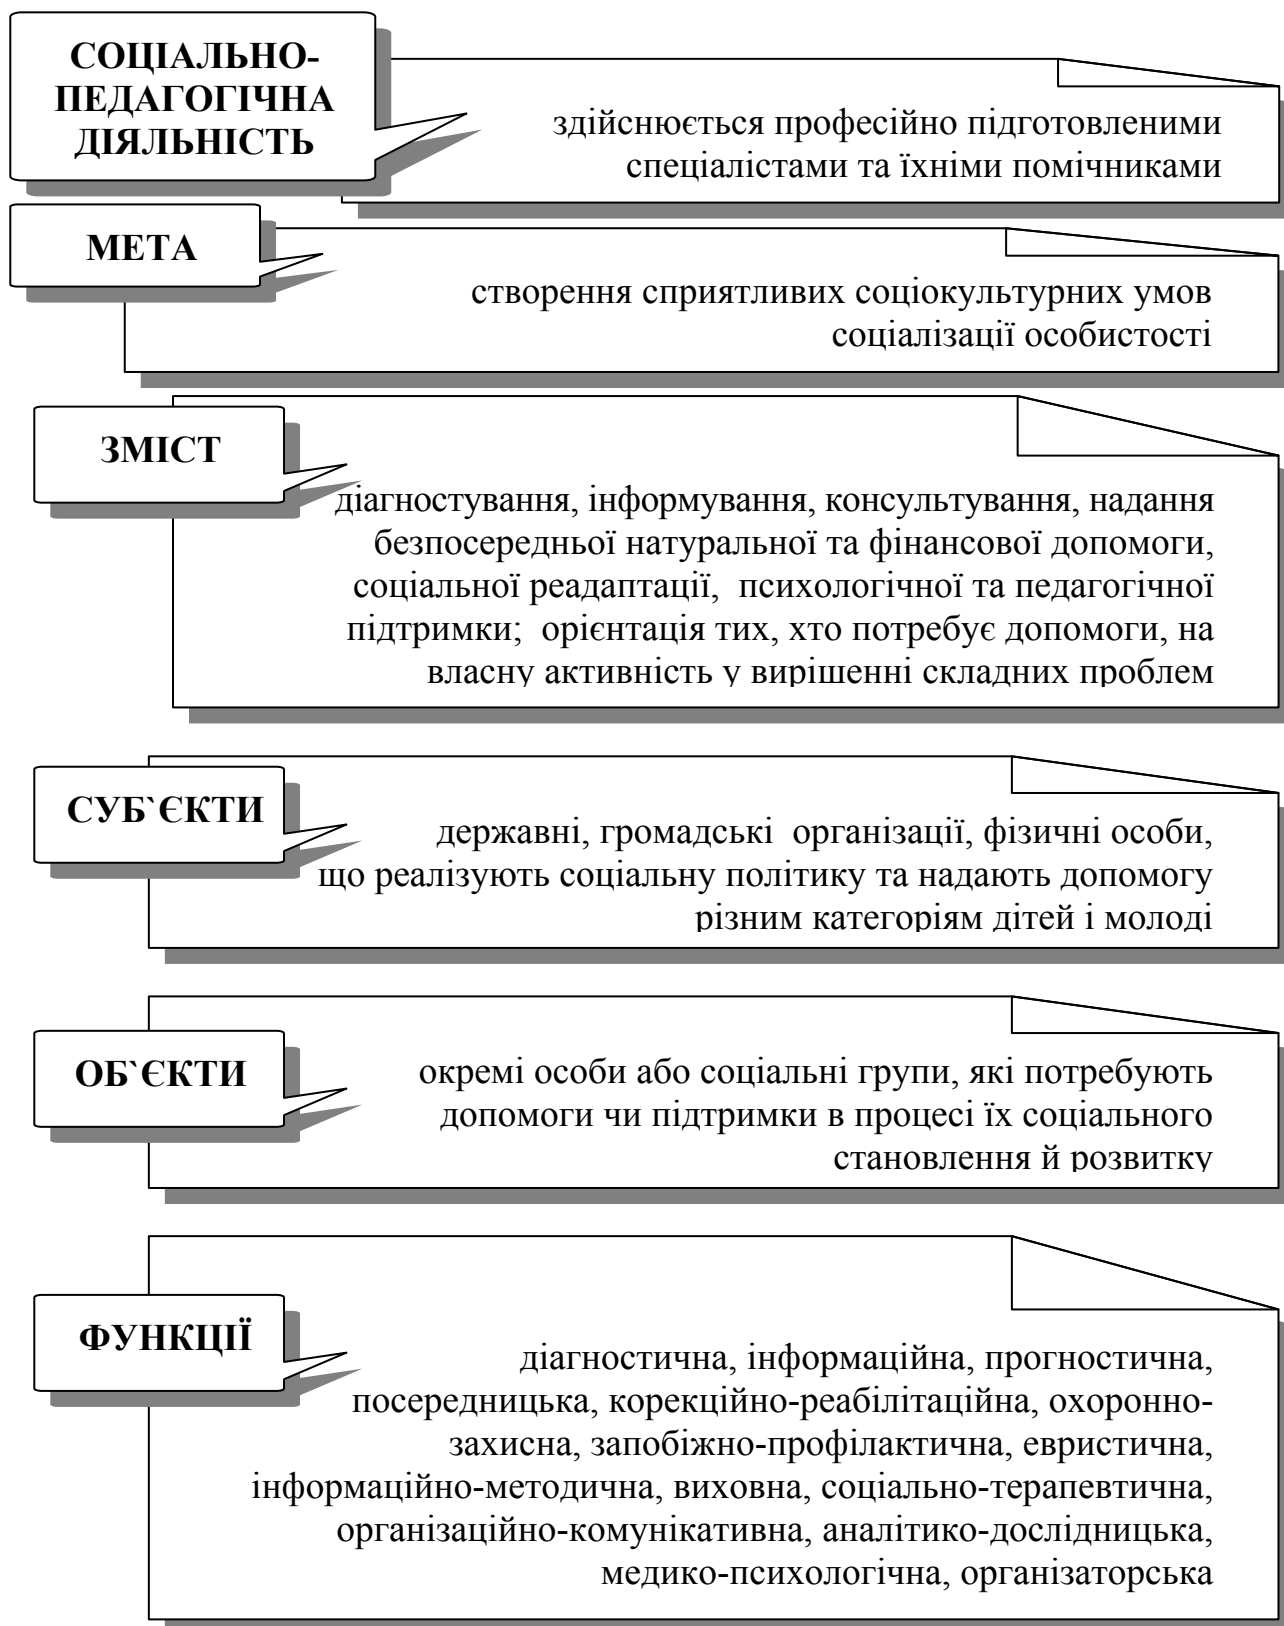 СОЦІАЛЬНО-
ПЕДАГОГІЧНА
ДІЯЛЬНІСТЬ
здійснюється професійно підготовленими
спеціалістами та їхніми помічниками
МЕТА
створення сприятливих соціокультурних умов
соціалізації особистості
ЗМІСТ
діагностування, інформування, консультування, надання
безпосередньої натуральної та фінансової допомоги,
соціальної реадаптації, психологічної та педагогічної
підтримки; орієнтація тих, хто потребує допомоги, на
власну активність у вирішенні складних проблем
СУБ`ЄКТИ
державні, громадські організації, фізичні особи,
що реалізують соціальну політику та надають допомогу
різним категоріям дітей і молоді
ОБ`ЄКТИ
окремі особи або соціальні групи, які потребують
допомоги чи підтримки в процесі їх соціального
становлення й розвитку
ФУНКЦІЇ
діагностична, інформаційна, прогностична,
посередницька, корекційно-реабілітаційна, охоронно-
захисна, запобіжно-профілактична, евристична,
інформаційно-методична, виховна, соціально-терапевтична,
організаційно-комунікативна, аналітико-дослідницька,
медико-психологічна, організаторська